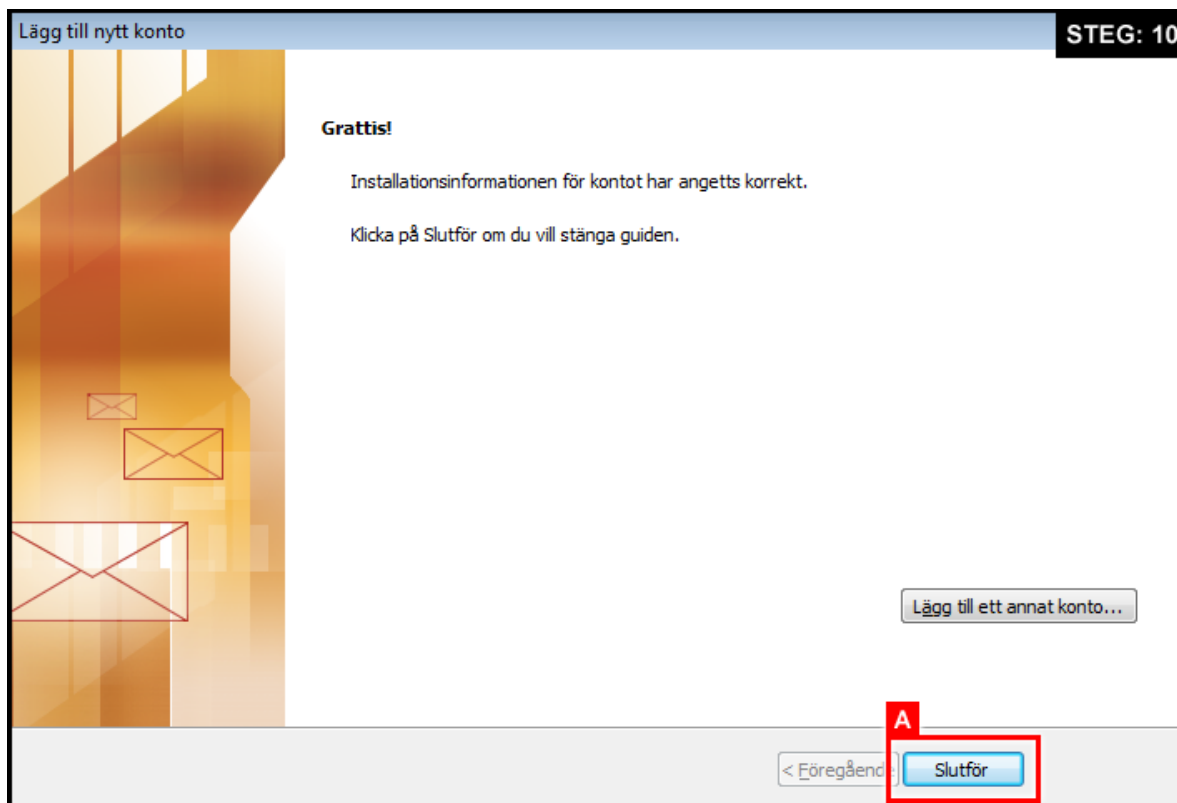 Lägg till nytt konto
STEG: 10
Grattis!
Installationsinformationen för kontot har angetts korrekt.
Klicka på Slutför om du vill stänga guiden.
Lägg till ett annat konto...
A
< Föregående
Slutför